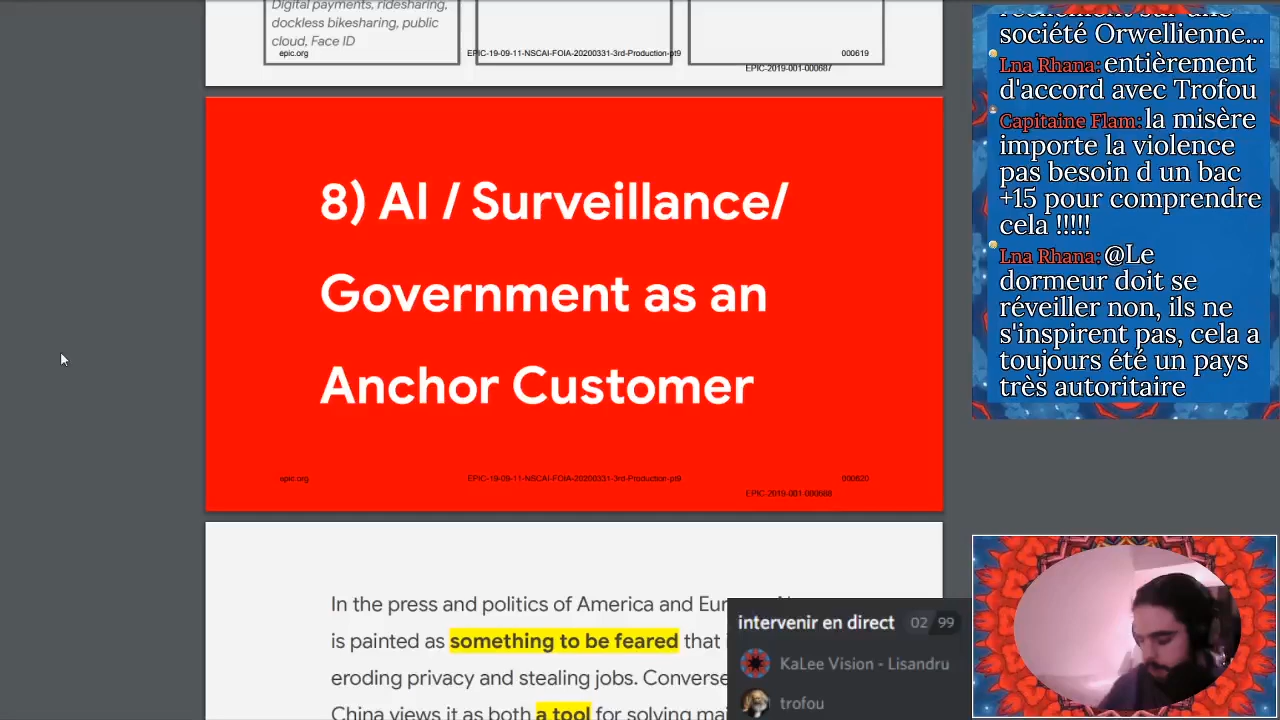 Digital payments, ridesharing,
dockless bikesharing, public
cloud, Face ID
epic.org
EPIC-19-09-11-NSCAI-FOIA-20200331-3rd-Production-pt9
000619
EPIC-2019-001-000687
8) AI / Surveillance/
Government as an
Anchor Customer
epic.org
EPIC-19-09-11-NSCAI-FOIA-20200331-3rd-Production-pt9
000620
EPIC-2019-001-000688
In the press and politics of America and
is painted as something to be feared that
eroding privacy and stealing jobs.
China views it as both a tool for solving
société Orwellienne...
Lna Rhana: entièrement
d'accord avec Trofou
Capitaine Flam: la misère
importe la violence
pas besoin d un bac
+15 pour comprendre
cela !!!!!
Lna Rhana: @Le
dormeur doit se
réveiller non, ils ne
s'inspirent pas, cela a
toujours été un pays
très autoritaire
intervenir en direct 02 99
KaLee Vision - Lisandru
trofou